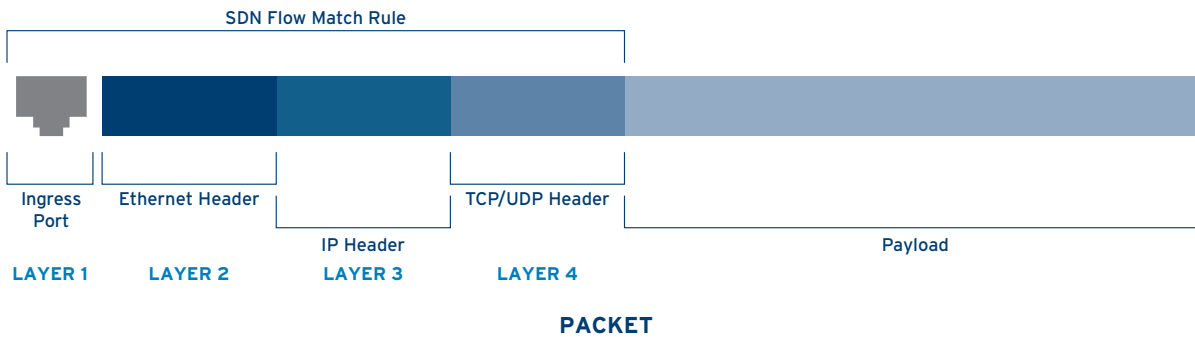 SDN Flow Match Rule
Ingress
Port
Ethernet Header
IP Header
TCP/UDP Header
Payload
LAYER 1
LAYER 2
LAYER 3
LAYER 4
PACKET